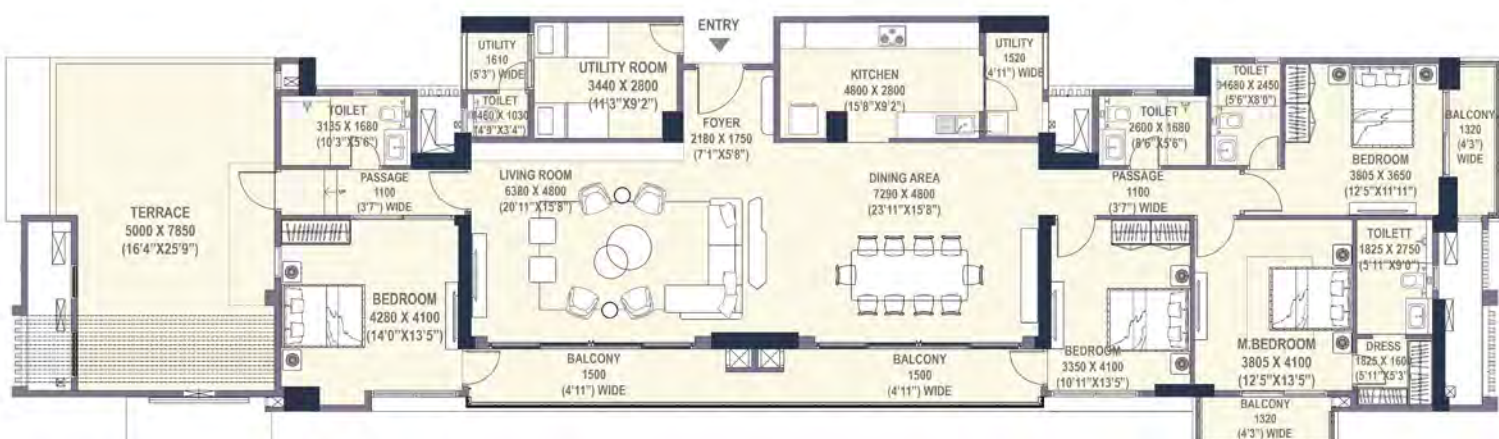 ENTRY
UTILITY
1610
(5'3") WIDE
UTILITY ROOM
3440 X 2800
(11'3"X9'2")
TOILET
1460 X 1030
(4'9"X3'4")
FOYER
2180 X 1750
(7'1"X5'8")
KITCHEN
4800 X 2800
(15'8"X9'2")
UTILITY
1520
(4'11") WIDE
TOILET
3135 X 1680
(10'3"X5'6")
TOILET
2600 X 1680
(8'6"X5'6")
TOILET
1680 X 2450
(5'6"X8'0")
BEDROOM
3805 X 3650
(12'5"X11'11")
BALCONY
1320
(4'3")
WIDE
TERRACE
5000 X 7850
(16'4"X25'9")
PASSAGE
1100
(3'7") WIDE
LIVING ROOM
6380 X 4800
(20'11"X15'8")
DINING AREA
7290 X 4800
(23'11"X15'8")
PASSAGE
1100
(3'7") WIDE
TOILETT
1825 X 2750
(5'11"X9'0")
BEDROOM
4280 X 4100
(14'0"X13'5")
BALCONY
1500
(4'11") WIDE
BALCONY
1500
(4'11") WIDE
BEDROOM
3350 X 4100
(10'11"X13'5")
M.BEDROOM
3805 X 4100
(12'5"X13'5")
DRESS
1825 X 160
(5'11"X5'3"
BALCONY
1320
(4'3") WIDE